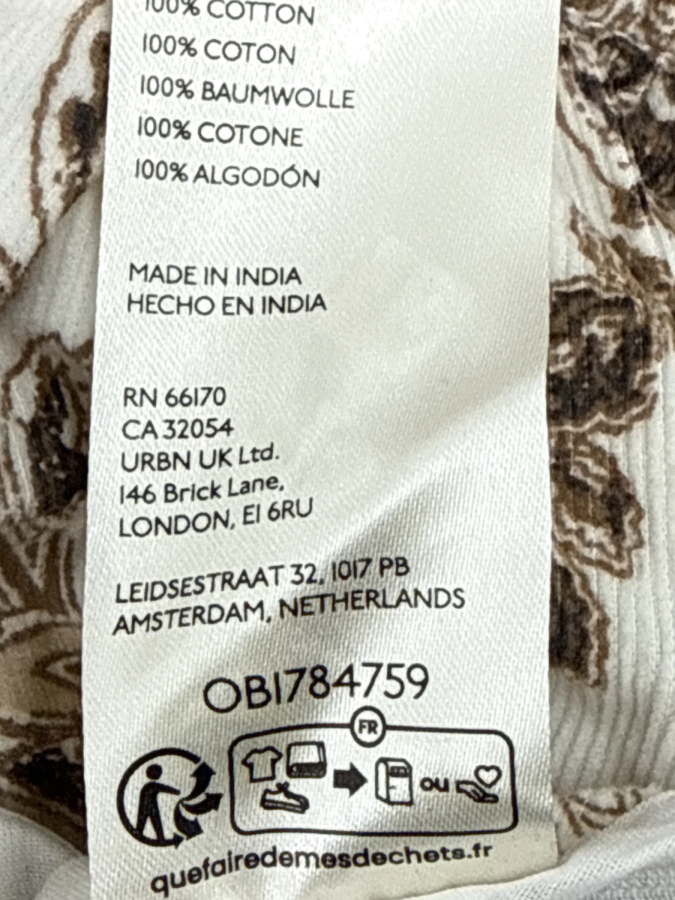 100% COTTON
100% COTON
100% BAUMWOLLE
100% COTONE
100% ALGODÓN
MADE IN INDIA
HECHO EN INDIA
RN 66170
CA 32054
URBN UK Ltd.
146 Brick Lane,
LONDON, E1 6RU
LEIDSESTRAAT 32, 1017 PB
AMSTERDAM, NETHERLANDS
OB1784759
FR
ou
quefairedemesdechets.fr